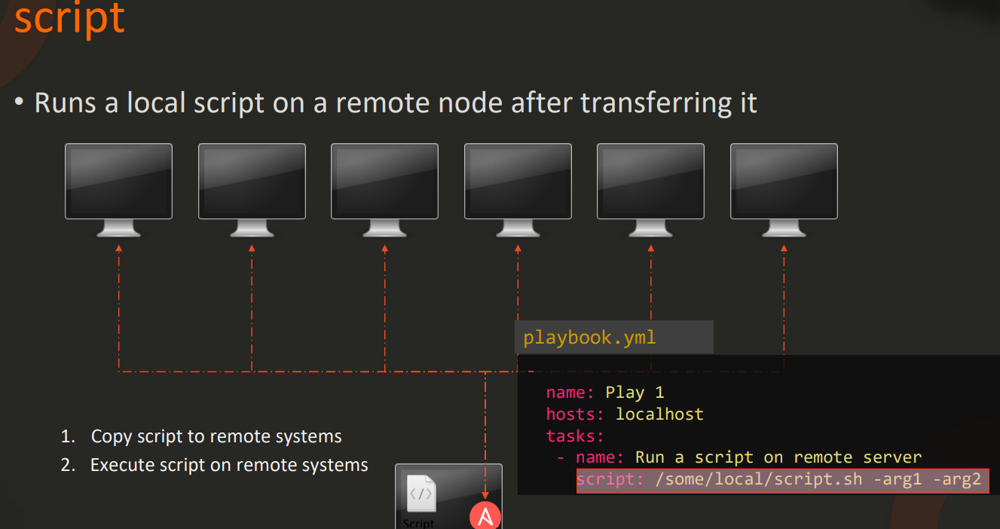 script
• Runs a local script on a remote node after transferring it
playbook.yml
-
name: Play 1
hosts: localhost
tasks:
- name: Run a script on remote server
script: /some/local/script.sh -arg1 -arg2
1. Copy script to remote systems
2. Execute script on remote systems
</>
Script
A